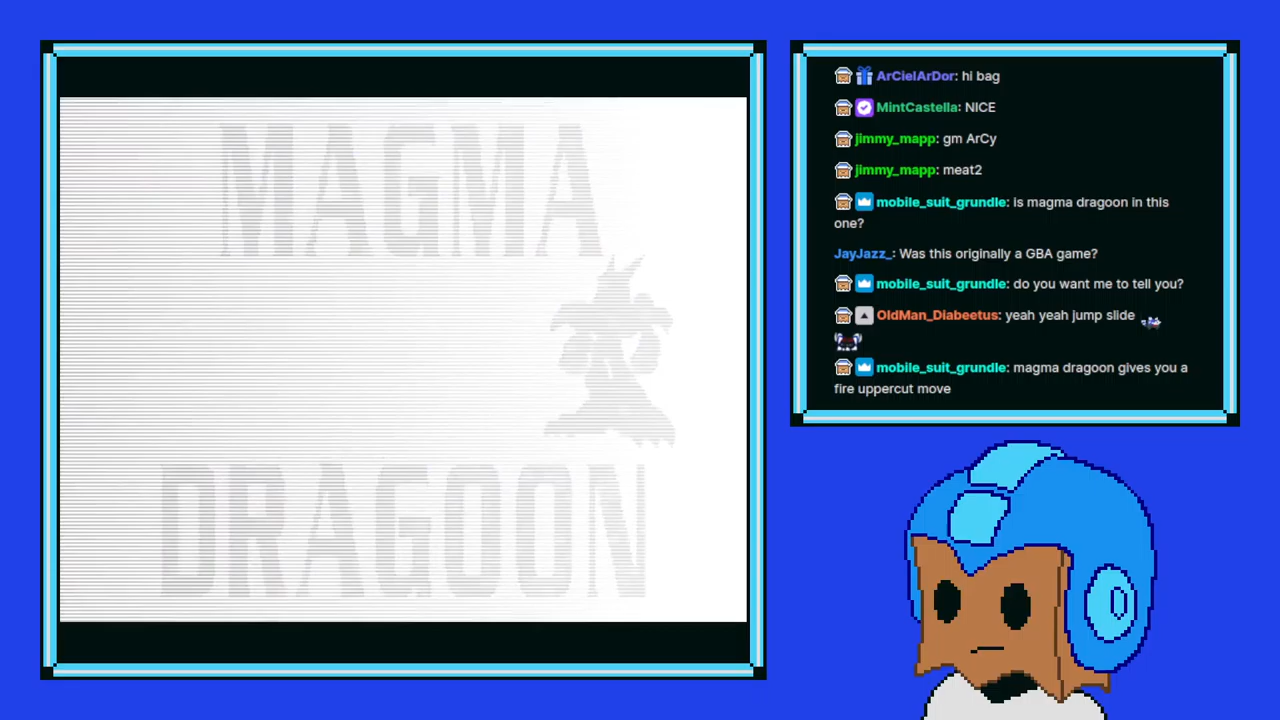 MAGMA
DRAGOON
ArCielArDor: hi bag
MintCastella: NICE
jimmy_mapp: gm ArCy
jimmy_mapp: meat2
mobile_suit_grundle: is magma dragoon in this
one?
JayJazz_: Was this originally a GBA game?
mobile_suit_grundle: do you want me to tell you?
OldMan_Diabeetus: yeah yeah jump slide
mobile_suit_grundle: magma dragoon gives you a
fire uppercut move